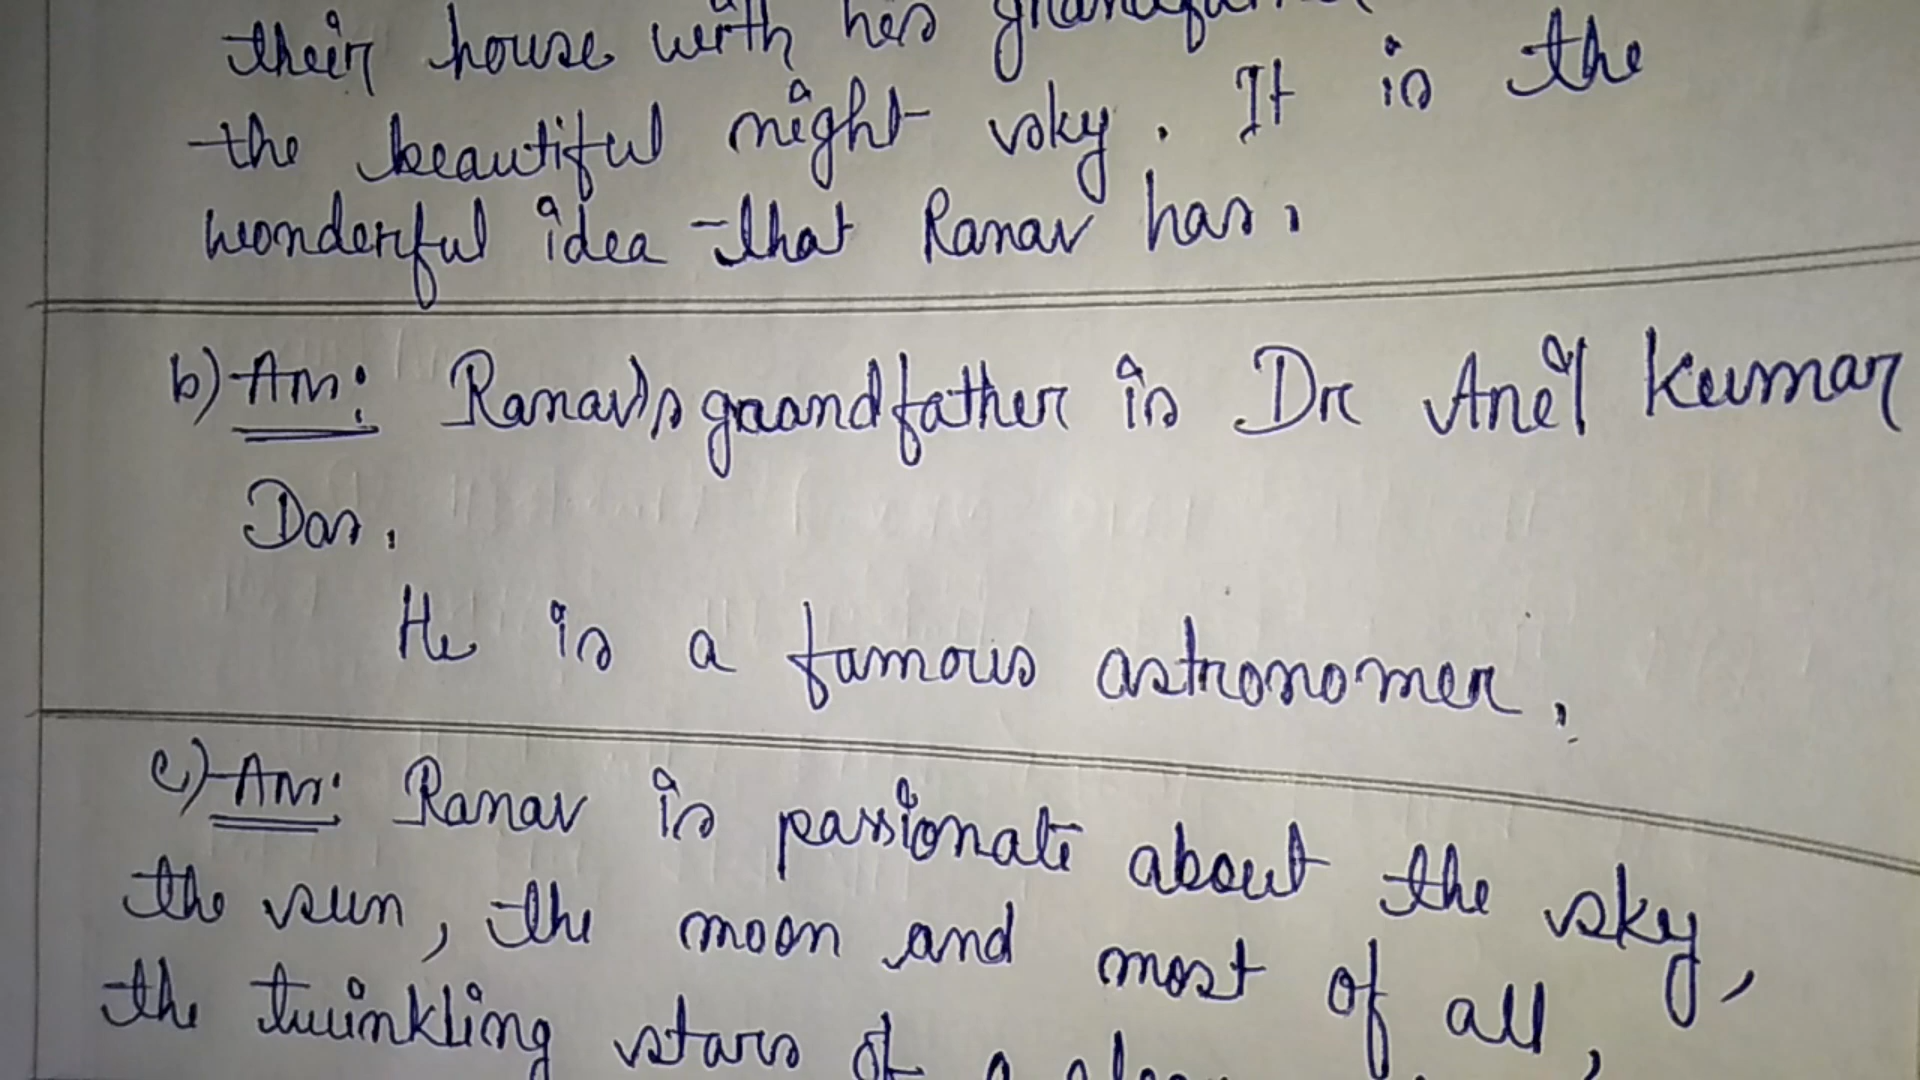 their house with his
the beautiful night sky. It is the
wonderful idea that Ranav has.
b) Ans: Ranav's grandfather is Dr Anil Kumar
Das.
He is a famous astronomer.
c) Ans: Ranav is passionate about the sky,
the sun, the moon and most of all,
the twinkling stars of a